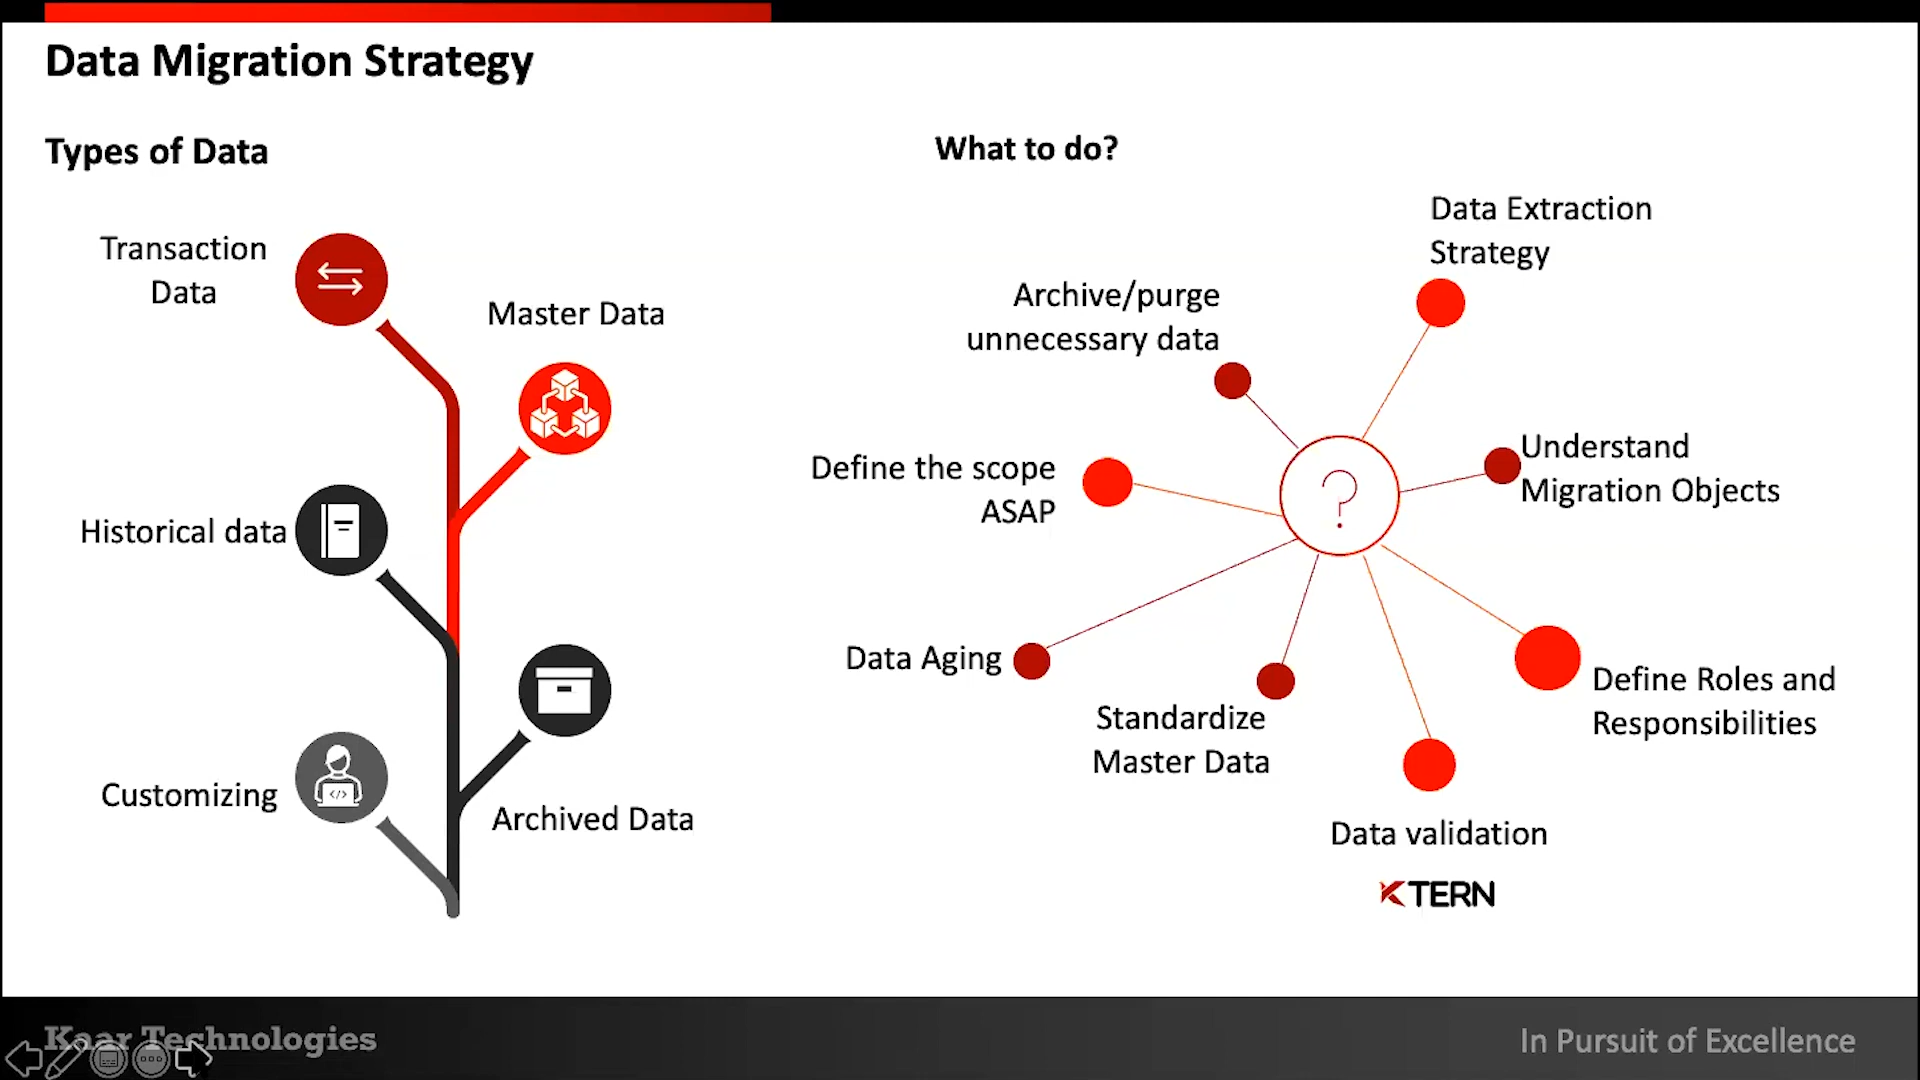 Data Migration Strategy
Types of Data
Transaction
Data
Master Data
Historical data
Customizing
Archived Data
What to do?
Data Extraction
Strategy
Archive/purge
unnecessary data
Understand
Migration Objects
Define the scope
ASAP
Data Aging
Standardize
Master Data
Define Roles and
Responsibilities
Data validation
KTERN
?
</>
Kaar Technologies
In Pursuit of Excellence